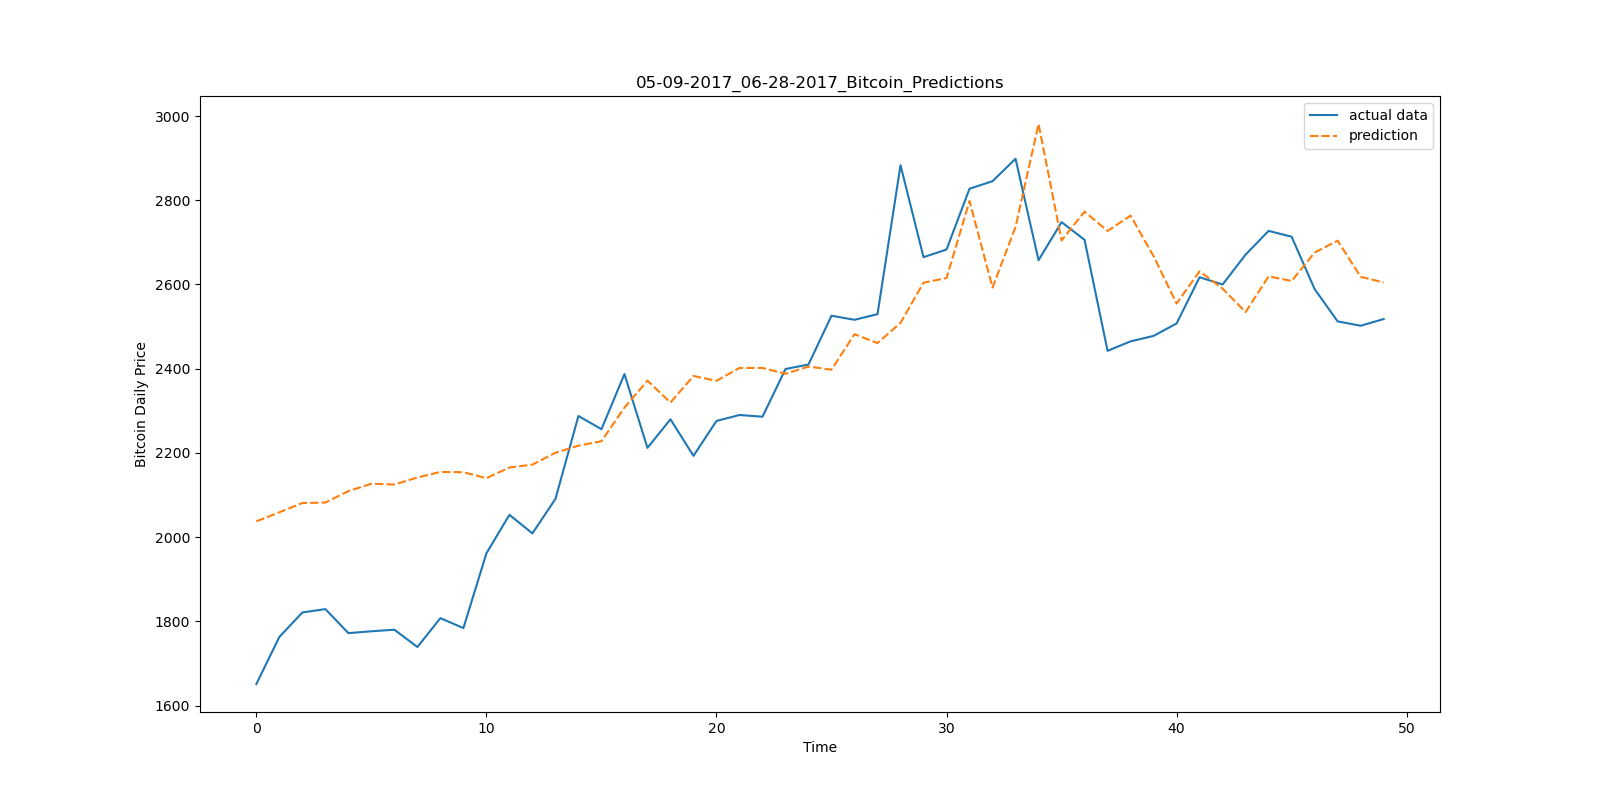 05-09-2017_06-28-2017_Bitcoin_Predictions
actual data
prediction
Bitcoin Daily Price
3000
2800
2600
2400
2200
2000
1800
1600
0 10 20 30 40 50
Time